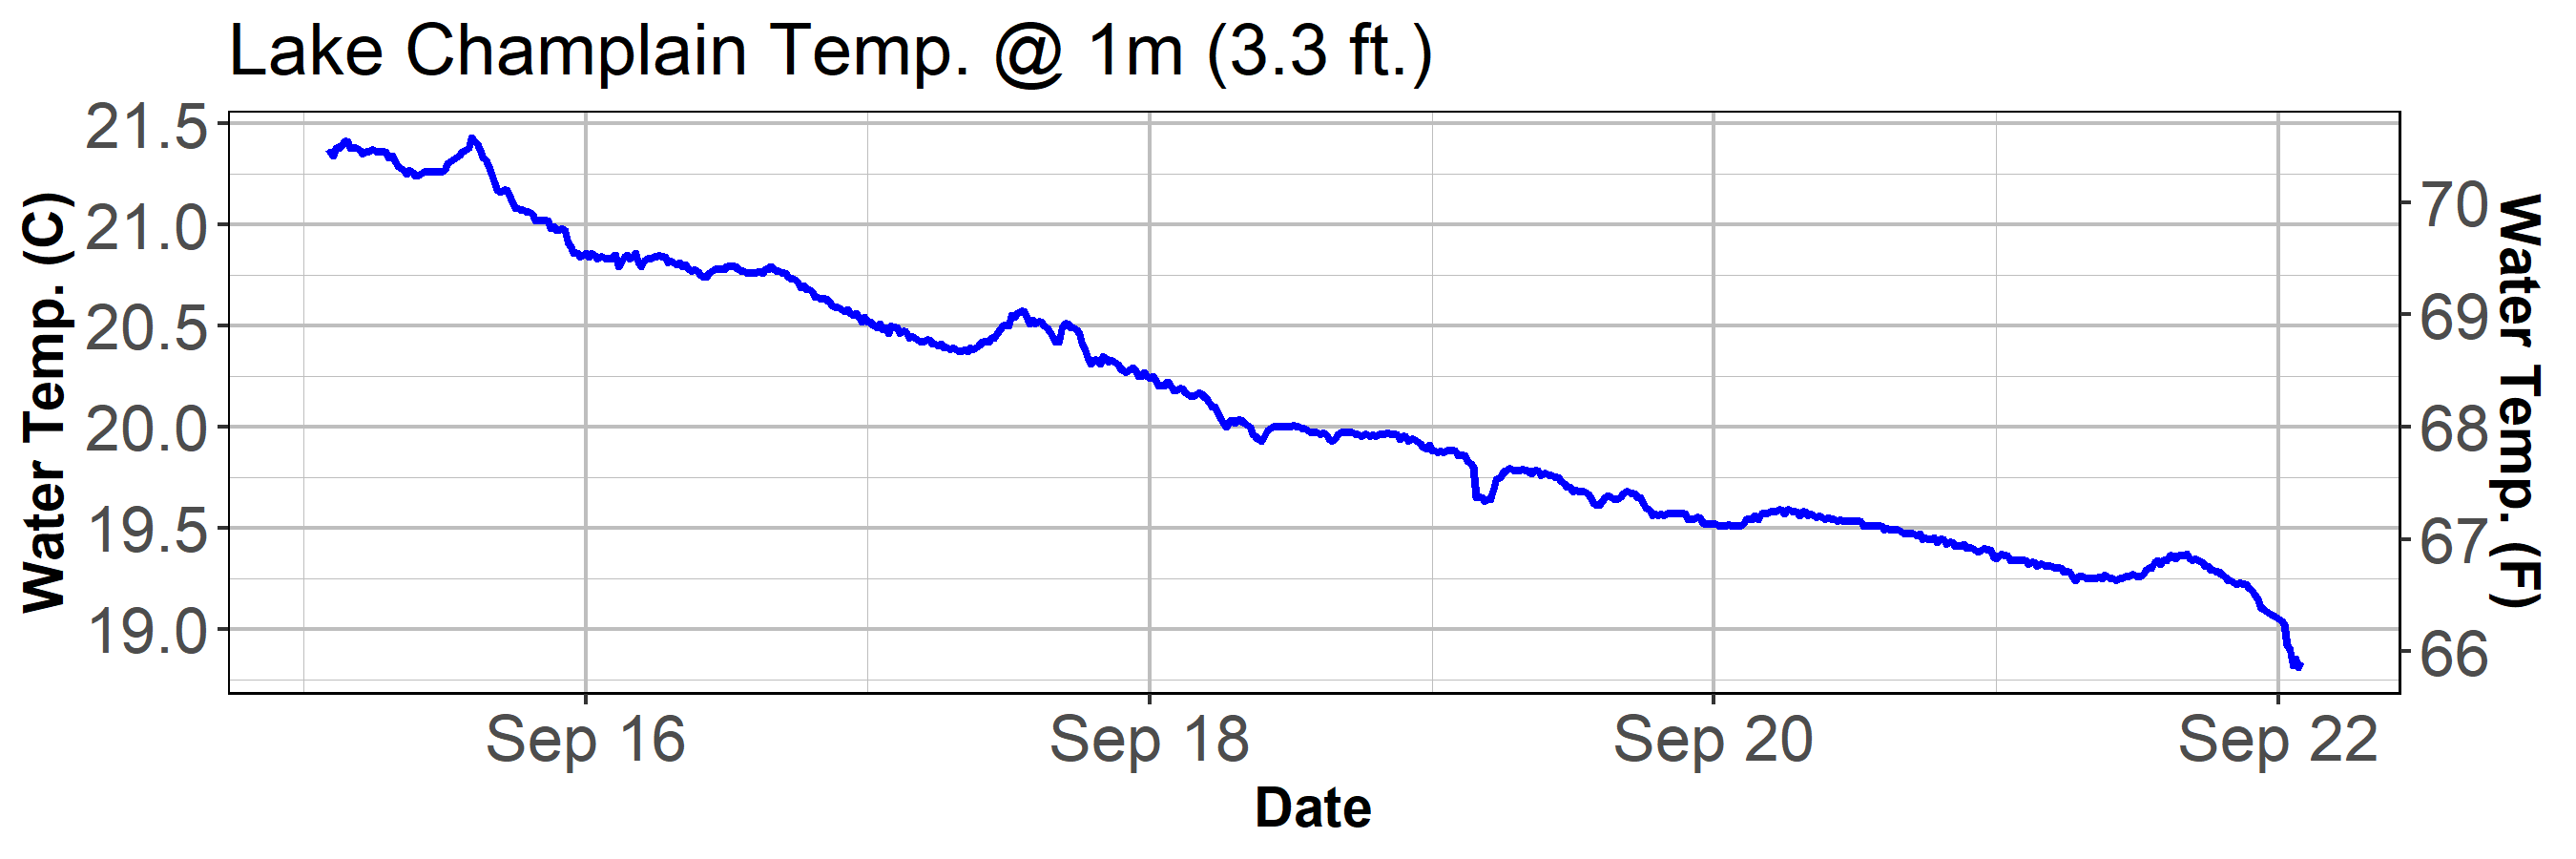 Lake Champlain Temp. @ 1m (3.3 ft.)
Water Temp. (C)
21.5
21.0
20.5
20.0
19.5
19.0
70
69
68
67
66
Water Temp. (F)
Sep 16 Sep 18 Sep 20 Sep 22
Date